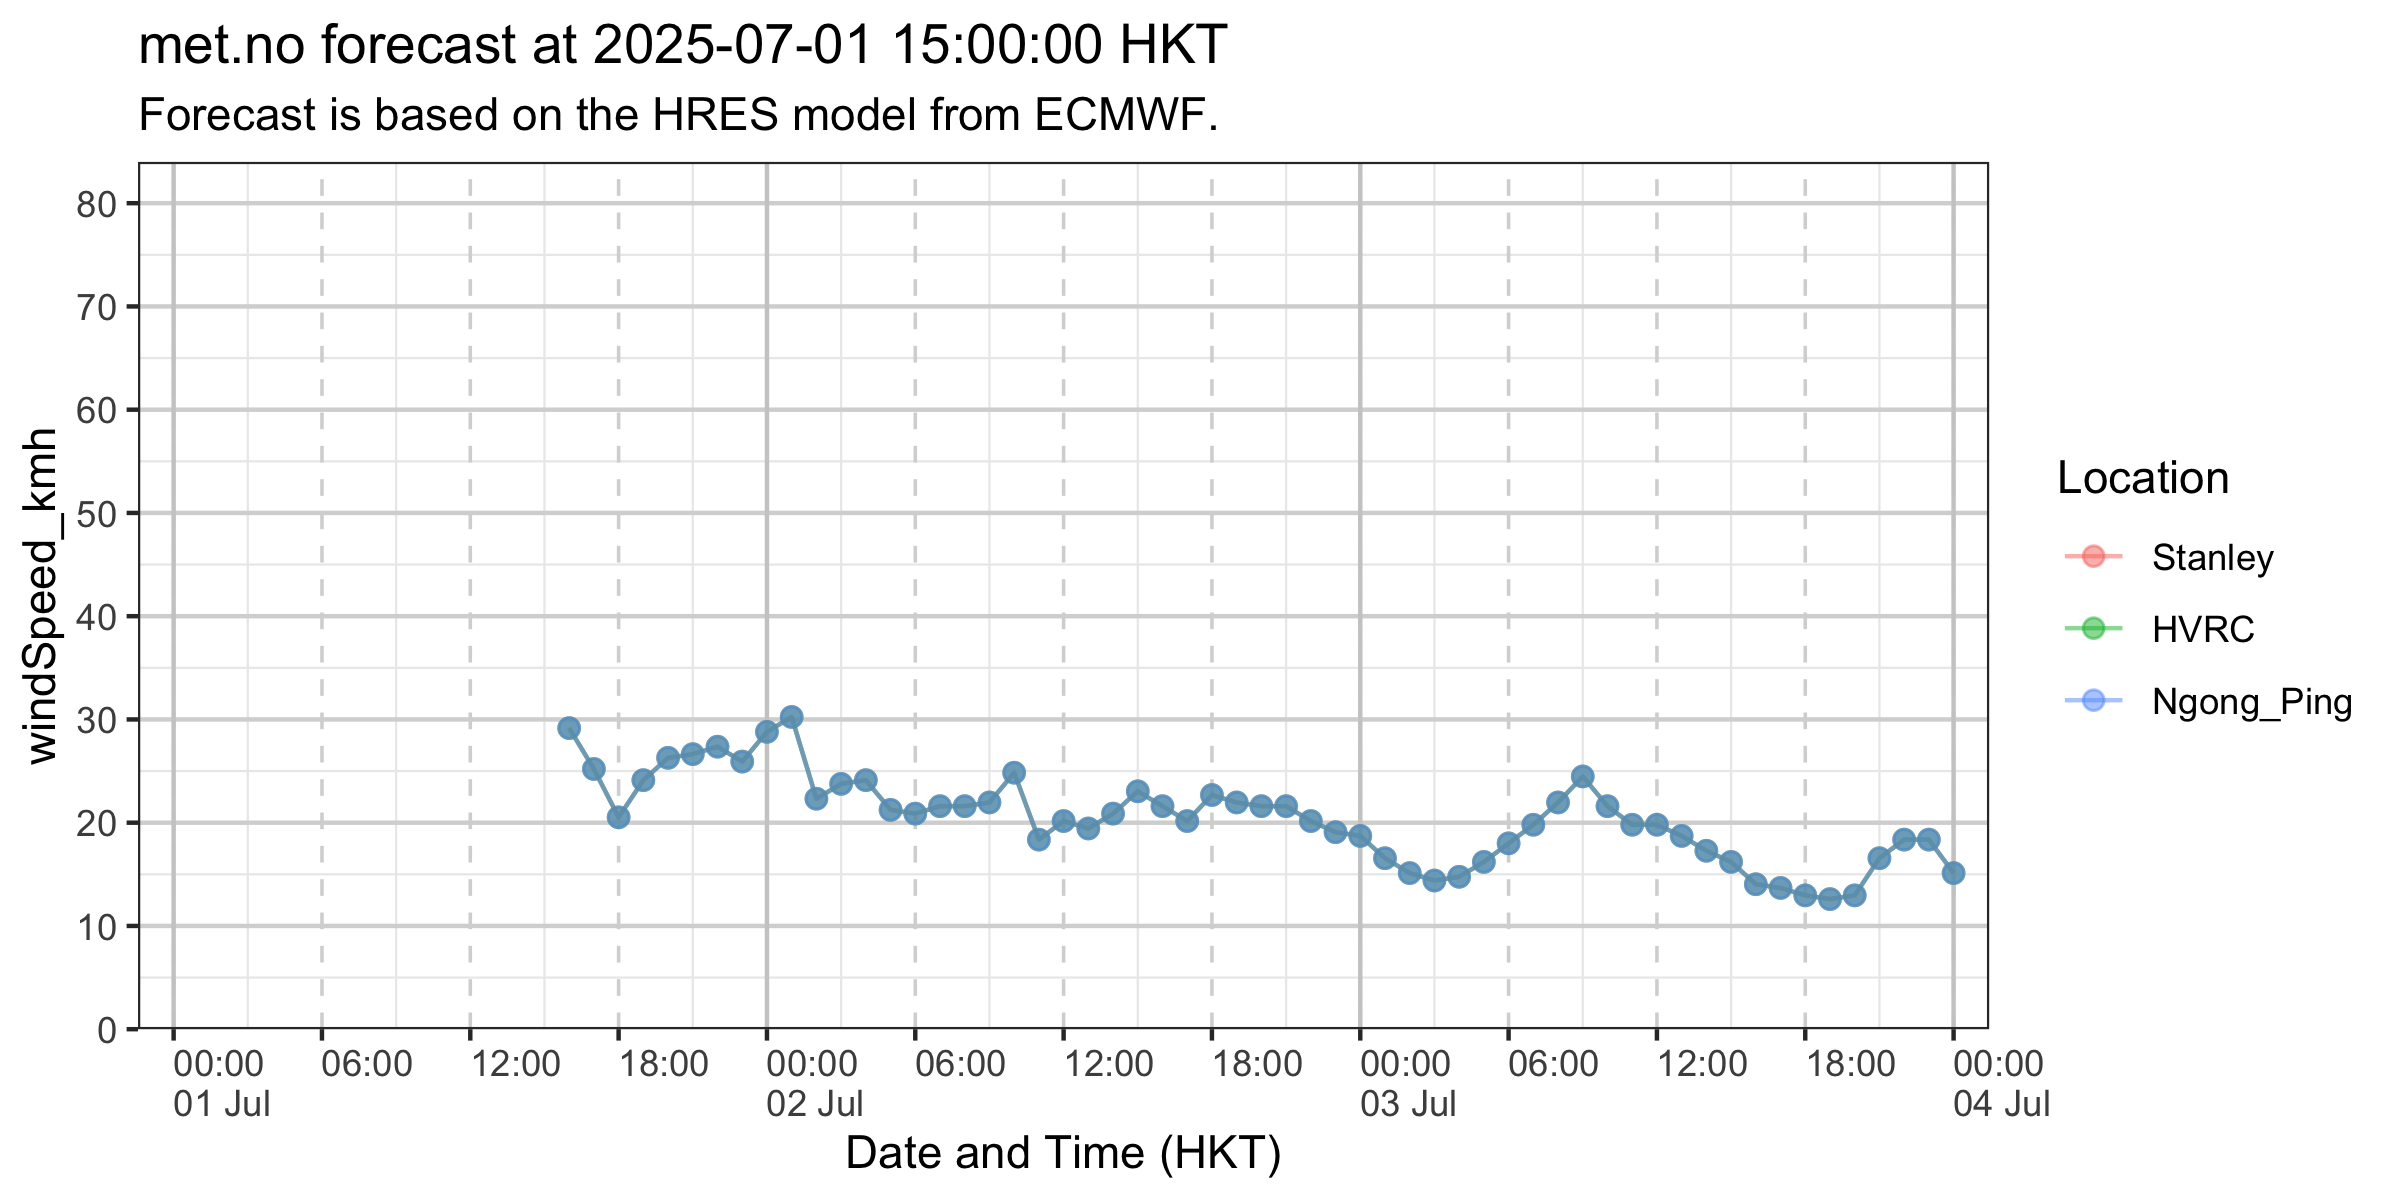 met.no forecast at 2025-07-01 15:00:00 HKT
Forecast is based on the HRES model from ECMWF.
windSpeed_kmh
80
70
60
50
40
30
20
10
0
00:00 06:00 12:00 18:00 00:00 06:00 12:00 18:00 00:00 06:00 12:00 18:00 00:00
01 Jul 02 Jul 03 Jul 04 Jul
Date and Time (HKT)
Location
Stanley
HVRC
Ngong_Ping